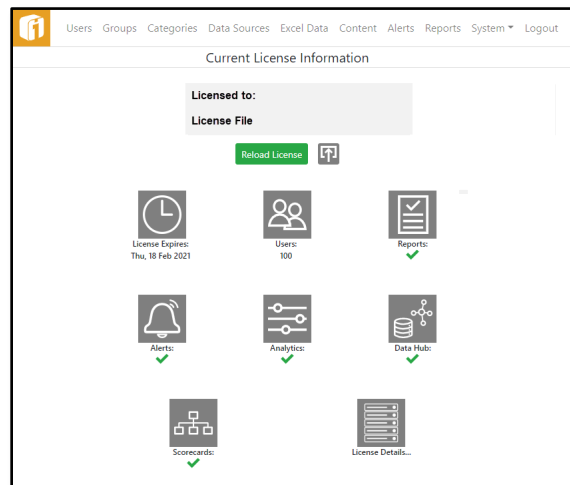 Users Groups Categories Data Sources Excel Data Content Alerts Reports System Logout
Current License Information
Licensed to:
License File
Reload License
License Expires:
Thu, 18 Feb 2021
Users:
100
Reports:
Alerts:
Analytics:
Data Hub:
Scorecards:
License Details...